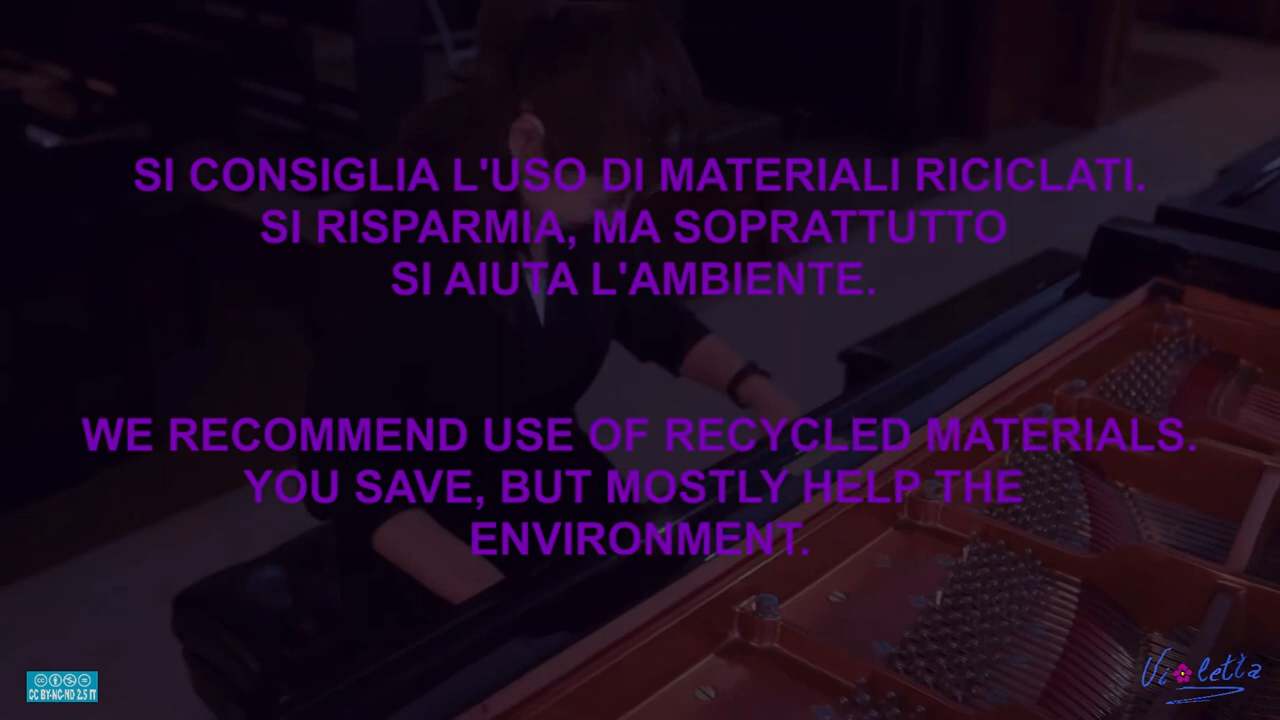 SI CONSIGLIA L'USO DI MATERIALI RICICLATI.
SI RISPARMIA, MA SOPRATTUTTO
SI AIUTA L'AMBIENTE.
WE RECOMMEND USE OF RECYCLED MATERIALS.
YOU SAVE, BUT MOSTLY HELP THE
ENVIRONMENT.
CC BY-NC-ND 2.5 IT
Violetta